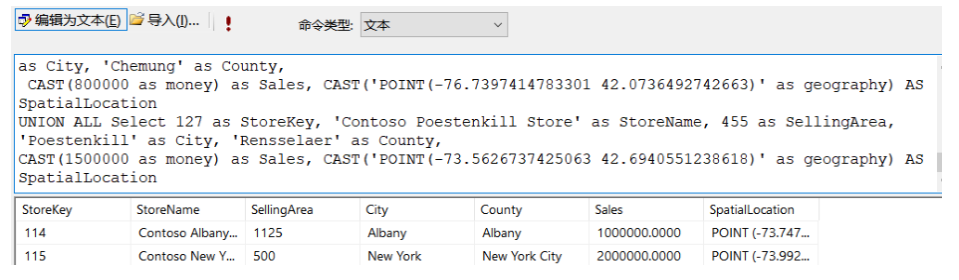 编辑为文本(E) 导入(I)... 命令类型: 文本
as City, 'Chemung' as County,
CAST(800000 as money) as Sales, CAST('POINT(-76.7397414783301 42.0736492742663)' as geography) AS
SpatialLocation
UNION ALL Select 127 as StoreKey, 'Contoso Poestenkill Store' as StoreName, 455 as SellingArea,
'Poestenkill' as City, 'Rensselaer' as County,
CAST(1500000 as money) as Sales, CAST('POINT(-73.5626737425063 42.6940551238618)' as geography) AS
SpatialLocation
StoreKey StoreName SellingArea City County Sales SpatialLocation
114 Contoso Albany... 1125 Albany Albany 1000000.0000 POINT (-73.747...
115 Contoso New Y... 500 New York New York City 2000000.0000 POINT (-73.992...